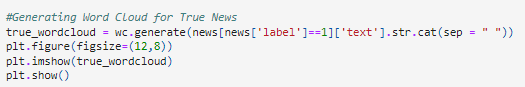 #Generating Word Cloud for True News
true_wordcloud = wc.generate(news[news['label']==1]['text'].str.cat(sep = " "))
plt.figure(figsize=(12,8))
plt.imshow(true_wordcloud)
plt.show()